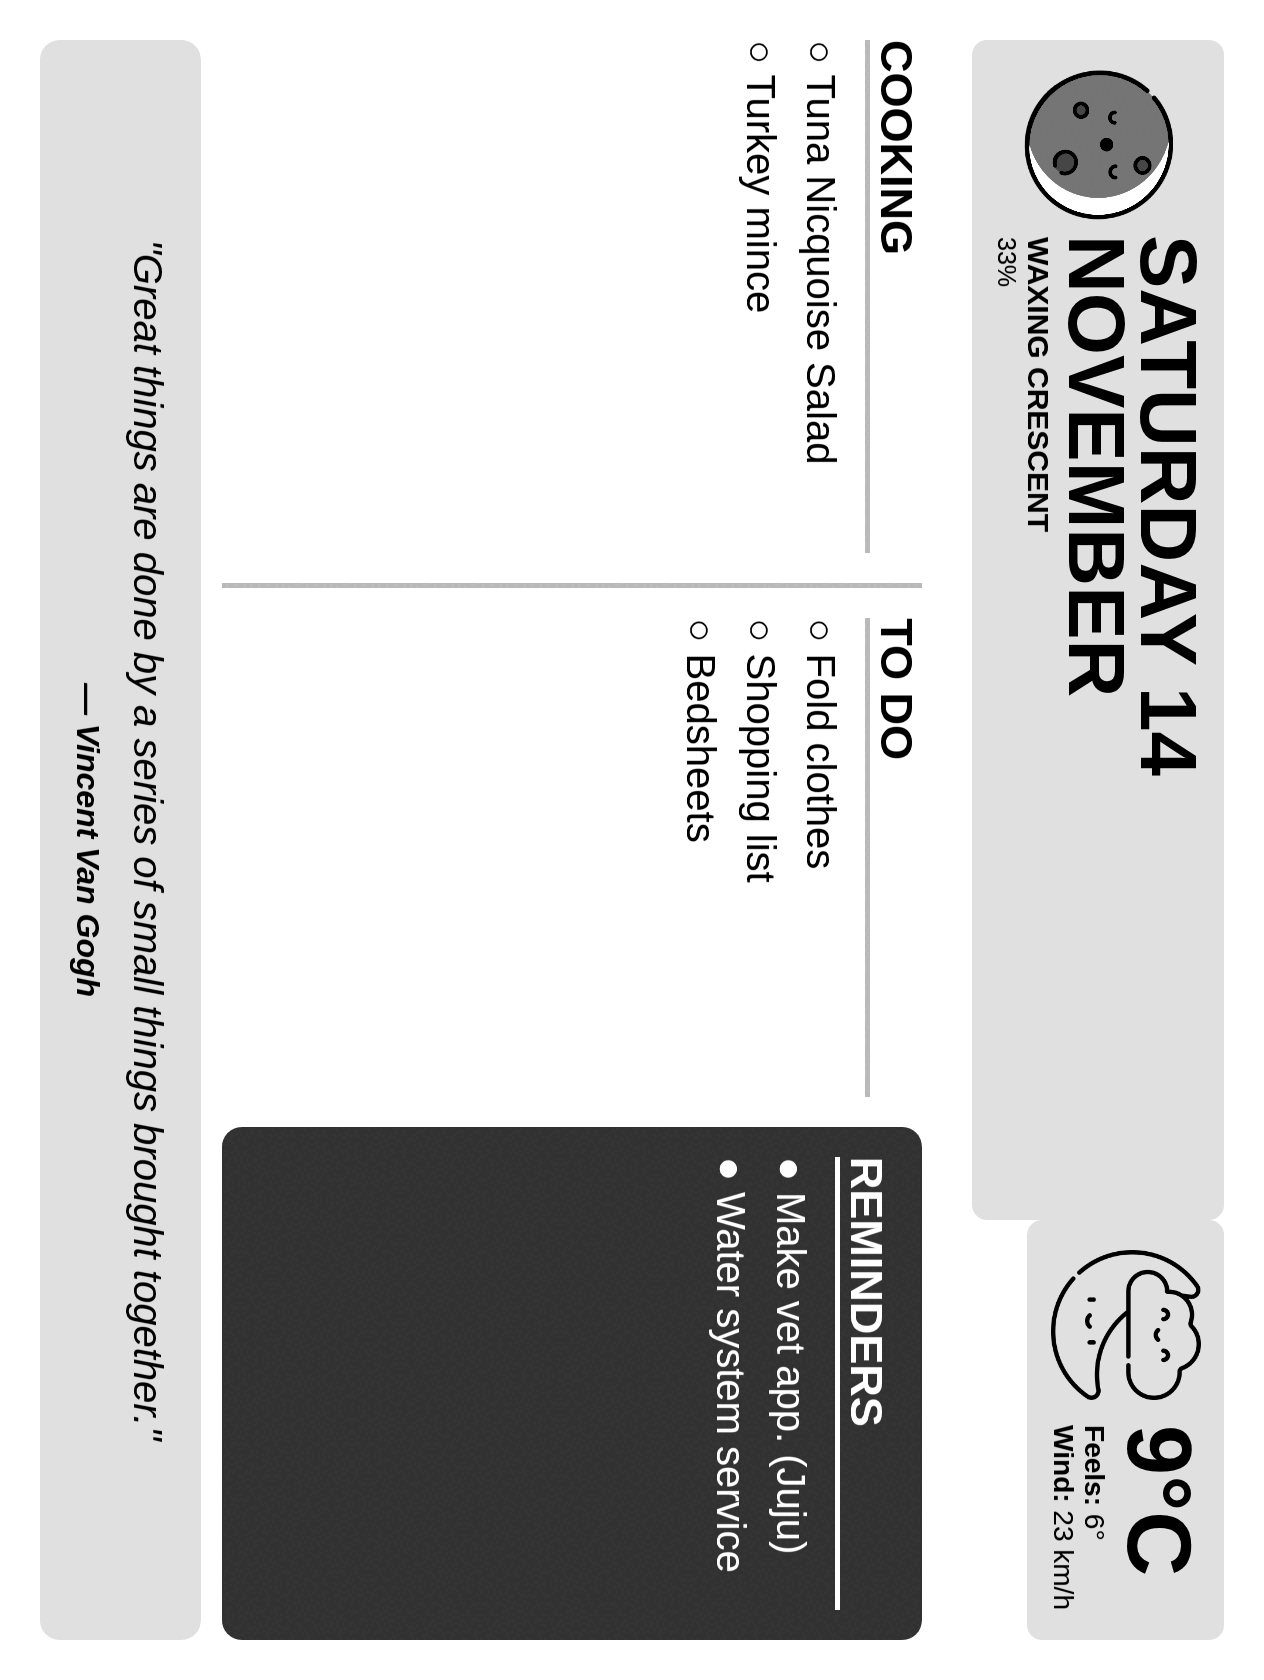 SATURDAY 14
NOVEMBER
WAXING CRESCENT
33%
9°C
Feels: 6°
Wind: 23 km/h
COOKING
○ Tuna Nicquoise Salad
○ Turkey mince
TO DO
○ Fold clothes
○ Shopping list
○ Bedsheets
REMINDERS
● Make vet app. (Juju)
● Water system service
"Great things are done by a series of small things brought together."
— Vincent Van Gogh